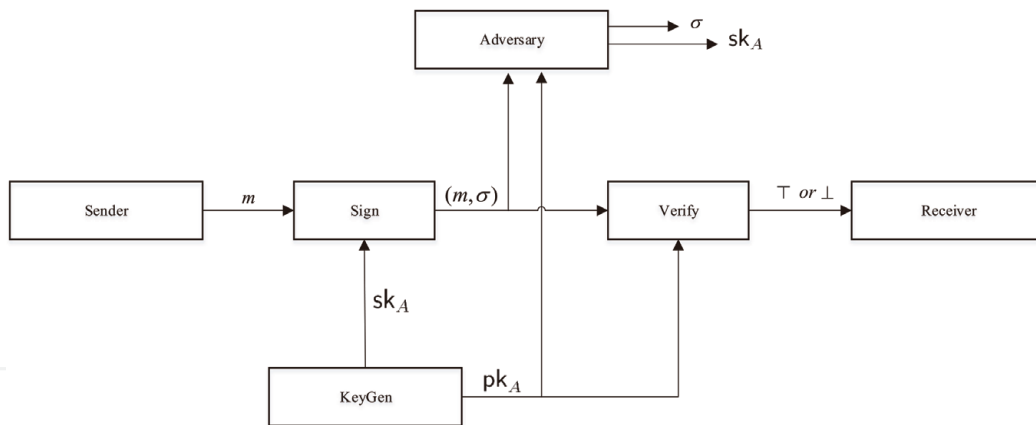 Adversary
σ
sk_A
Sender
m
Sign
(m, σ)
Verify
⊤ or ⊥
Receiver
sk_A
KeyGen
pk_A